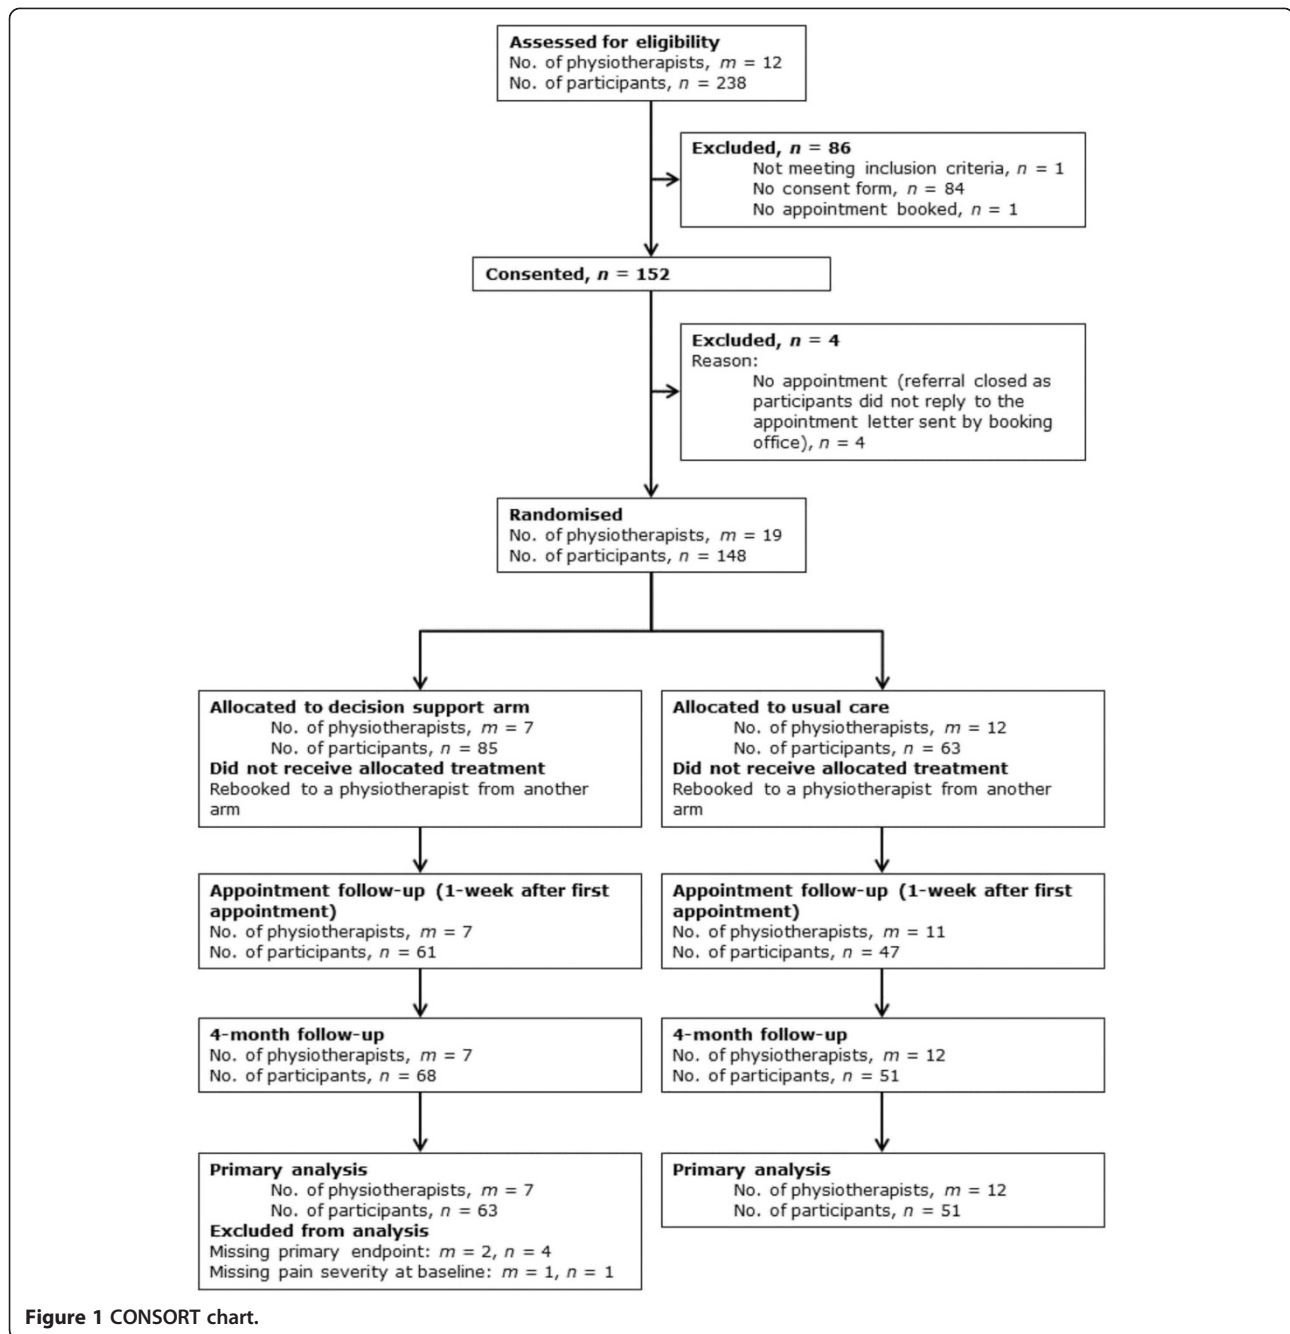 Assessed for eligibility
No. of physiotherapists, m = 12
No. of participants, n = 238
Excluded, n = 86
Not meeting inclusion criteria, n = 1
No consent form, n = 84
No appointment booked, n = 1
Consented, n = 152
Excluded, n = 4
Reason:
No appointment (referral closed as
participants did not reply to the
appointment letter sent by booking
office), n = 4
Randomised
No. of physiotherapists, m = 19
No. of participants, n = 148
Allocated to decision support arm
No. of physiotherapists, m = 7
No. of participants, n = 85
Did not receive allocated treatment
Rebooked to a physiotherapist from another
arm
Allocated to usual care
No. of physiotherapists, m = 12
No. of participants, n = 63
Did not receive allocated treatment
Rebooked to a physiotherapist from another
arm
Appointment follow-up (1-week after first
appointment)
No. of physiotherapists, m = 7
No. of participants, n = 61
Appointment follow-up (1-week after first
appointment)
No. of physiotherapists, m = 11
No. of participants, n = 47
4-month follow-up
No. of physiotherapists, m = 7
No. of participants, n = 68
4-month follow-up
No. of physiotherapists, m = 12
No. of participants, n = 51
Primary analysis
No. of physiotherapists, m = 7
No. of participants, n = 63
Excluded from analysis
Missing primary endpoint: m = 2, n = 4
Missing pain severity at baseline: m = 1, n = 1
Primary analysis
No. of physiotherapists, m = 12
No. of participants, n = 51
Figure 1 CONSORT chart.